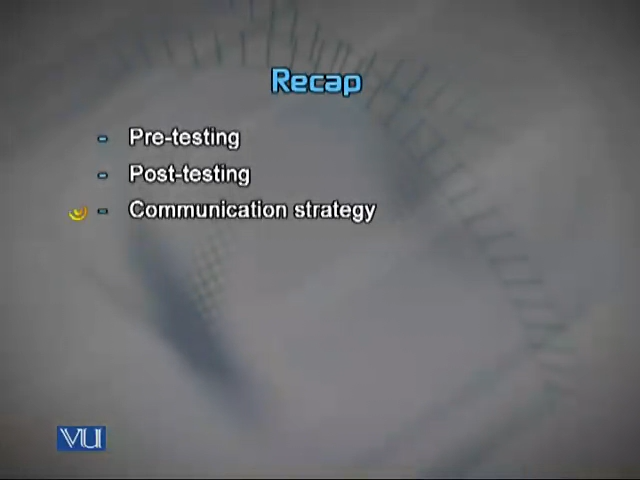 Recap
- Pre-testing
- Post-testing
- Communication strategy
VU